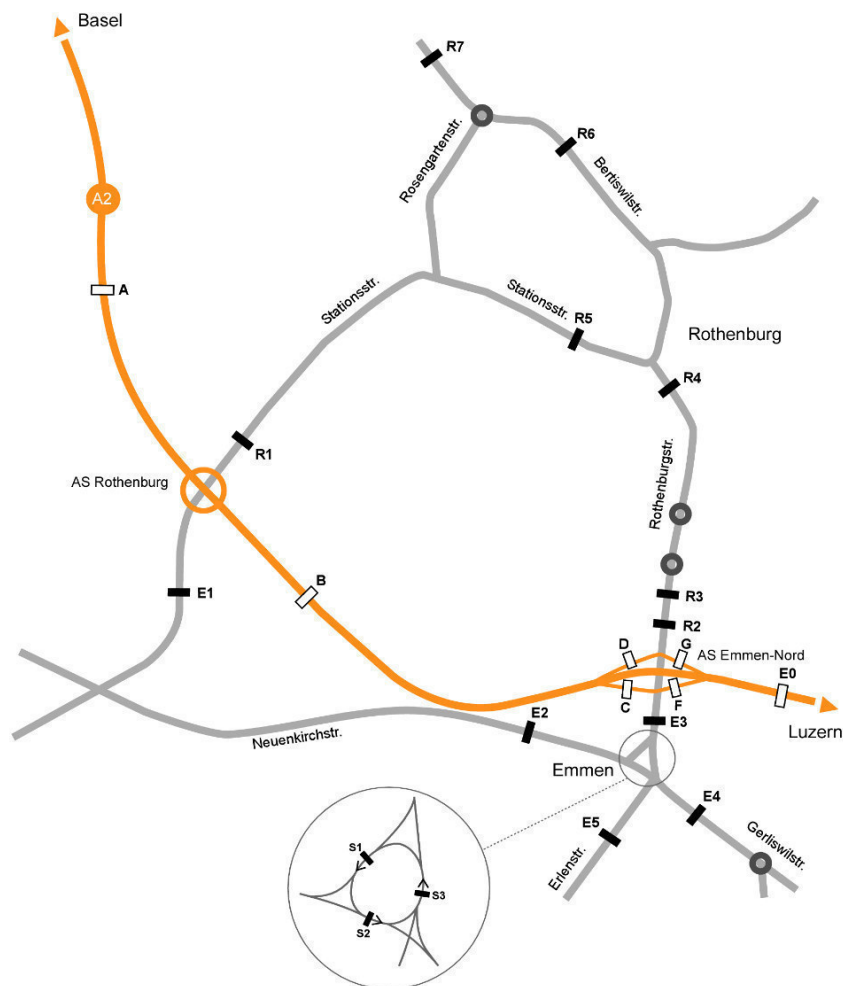 Basel
R7
R6
Rosengartenstr.
Bertiswilstr.
A2
A
Stationsstr.
Stationsstr.
R5
Rothenburg
R4
R1
AS Rothenburg
Rothenburgstr.
B
E1
R3
R2
D
G
AS Emmen-Nord
E0
C
F
E3
E2
Luzern
Neuenkirchstr.
Emmen
E4
E5
Erlenstr.
Gerliswilstr.
S1
S3
S2